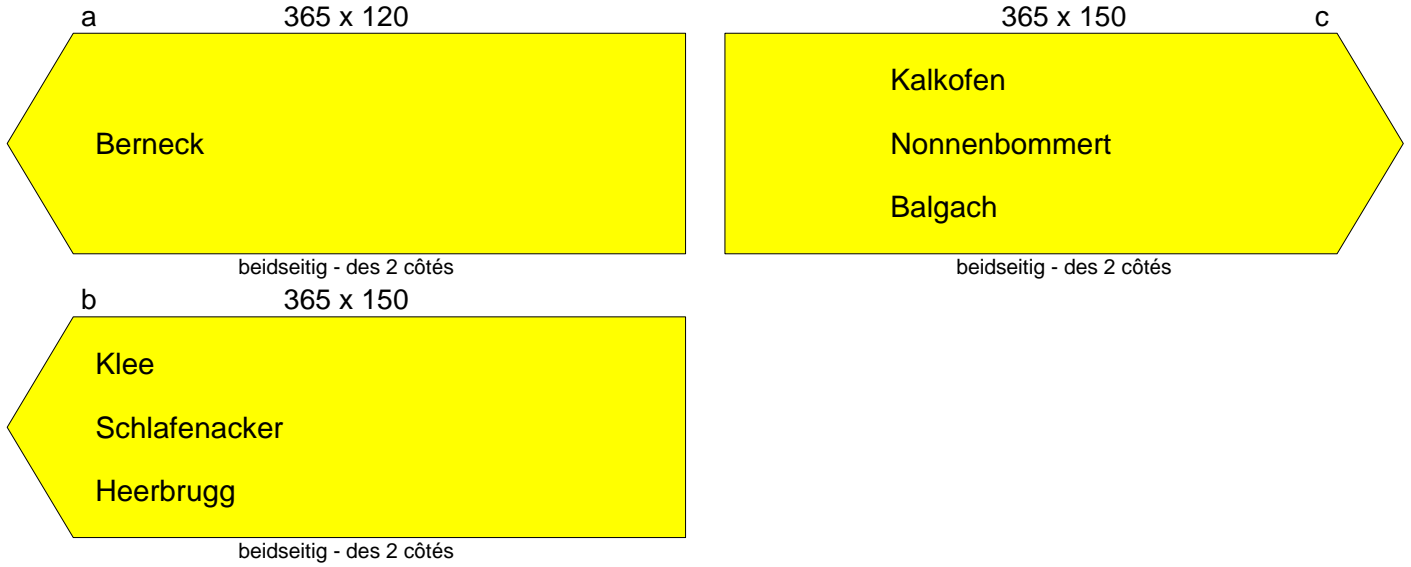 a 365 x 120
Berneck
beidseitig - des 2 côtés
b 365 x 150
Klee
Schlafenacker
Heerbrugg
beidseitig - des 2 côtés
365 x 150 c
Kalkofen
Nonnenbommert
Balgach
beidseitig - des 2 côtés